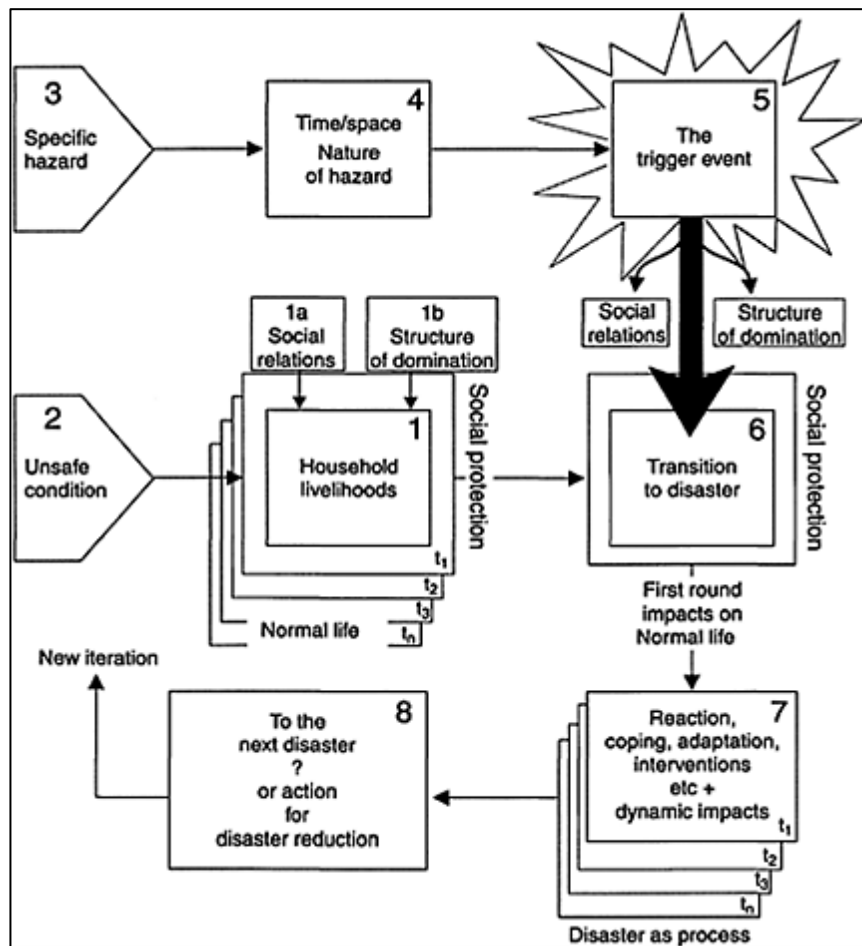 3
Specific
hazard
4
Time/space
Nature
of hazard
5
The
trigger event
Social
relations
Structure
of domination
1a
Social
relations
1b
Structure
of domination
2
Unsafe
condition
1
Household
livelihoods
Social protection
t1
t2
t3
tn
Normal life
6
Transition
to disaster
Social protection
First round
impacts on
Normal life
New iteration
8
To the
next disaster
?
or action
for
disaster reduction
7
Reaction,
coping, adaptation,
interventions
etc +
dynamic impacts
t1
t2
t3
tn
Disaster as process